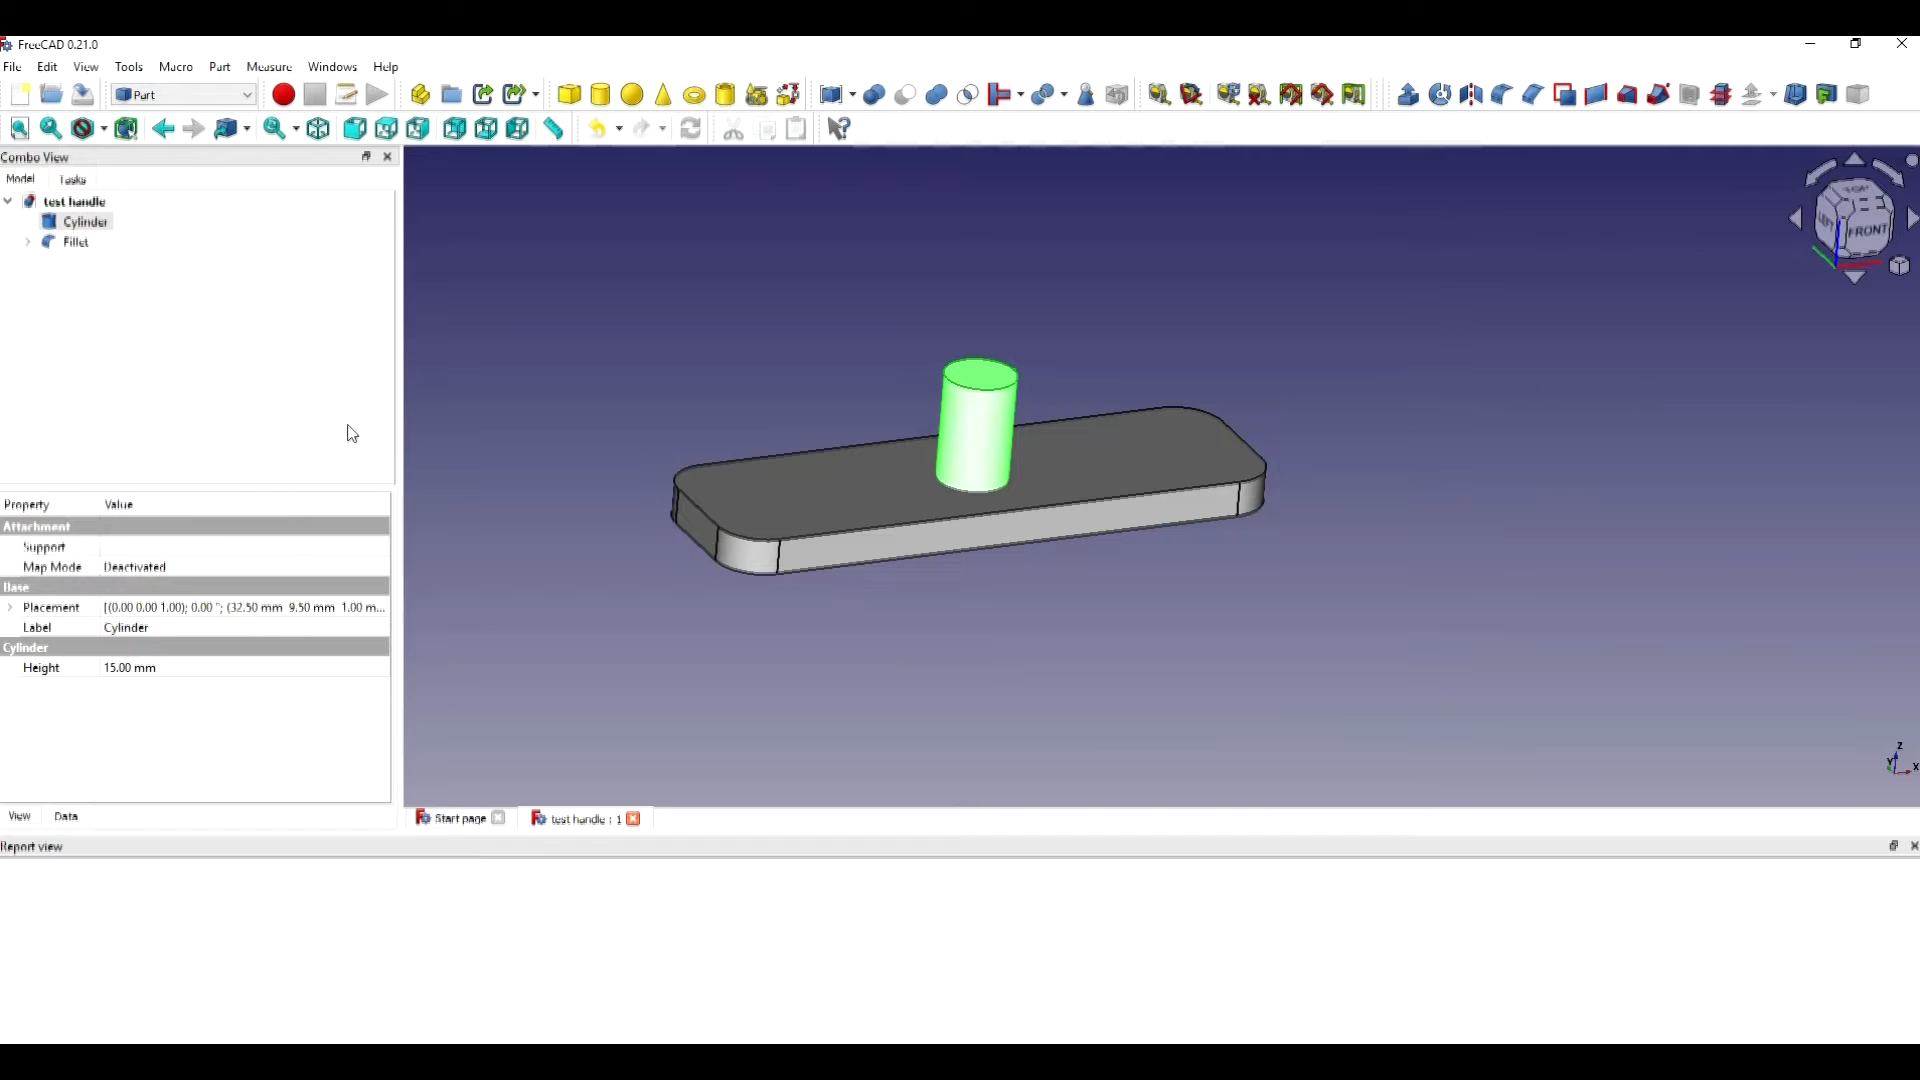 FreeCAD 0.21.0
File Edit View Tools Macro Part Measure Windows Help
Part
Combo View
Model Tasks
test handle
Cylinder
Fillet
TOP
LEFT
FRONT
Property Value
Attachment
Support
Map Mode Deactivated
Base
Placement [(0.00 0.00 1.00); 0.00 °; (32.50 mm 9.50 mm 1.00 m...
Label Cylinder
Cylinder
Height 15.00 mm
Z
Y
X
View Data
Start page
test handle : 1
Report view